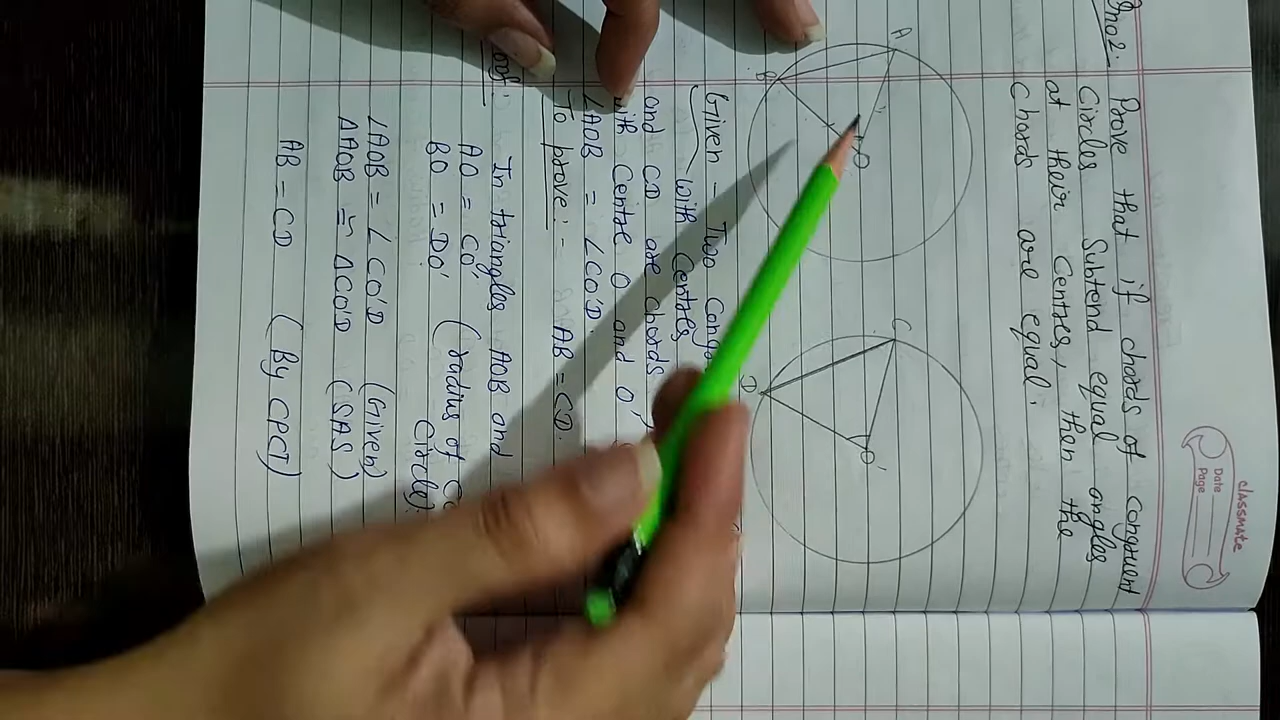 classmate
Date
Page
Qno2. Prove that if chords of congruent
Circles Subtend equal angles
at their Centres, then the
chords are equal.
A
B
O
C
D
O'
Given - Two
with Centres
and CD are chords
with Centre O and O'
∠AOB = ∠CO'D.
To prove:- AB = CD.
In triangles AOB and
AO = CO'
BO = DO' (radius of
Circle)
∠AOB = ∠CO'D (Given)
ΔAOB ≅ ΔCO'D (SAS)
AB = CD (By CPCT)